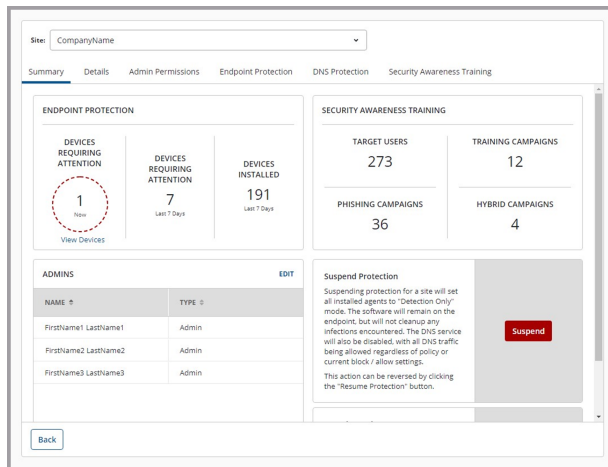 Site: CompanyName
Summary Details Admin Permissions Endpoint Protection DNS Protection Security Awareness Training
ENDPOINT PROTECTION
DEVICES
REQUIRING
ATTENTION
1
Now
View Devices
DEVICES
REQUIRING
ATTENTION
7
Last 7 Days
DEVICES
INSTALLED
191
Last 7 Days
SECURITY AWARENESS TRAINING
TARGET USERS
273
TRAINING CAMPAIGNS
12
PHISHING CAMPAIGNS
36
HYBRID CAMPAIGNS
4
ADMINS EDIT
NAME TYPE
FirstName1 LastName1 Admin
FirstName2 LastName2 Admin
FirstName3 LastName3 Admin
Suspend Protection
Suspending protection for a site will set
all installed agents to "Detection Only"
mode. The software will remain on the
endpoint, but will not cleanup any
infections encountered. The DNS service
will also be disabled, with all DNS traffic
being allowed regardless of policy or
current block / allow settings.
This action can be reversed by clicking
the "Resume Protection" button.
Suspend
Back